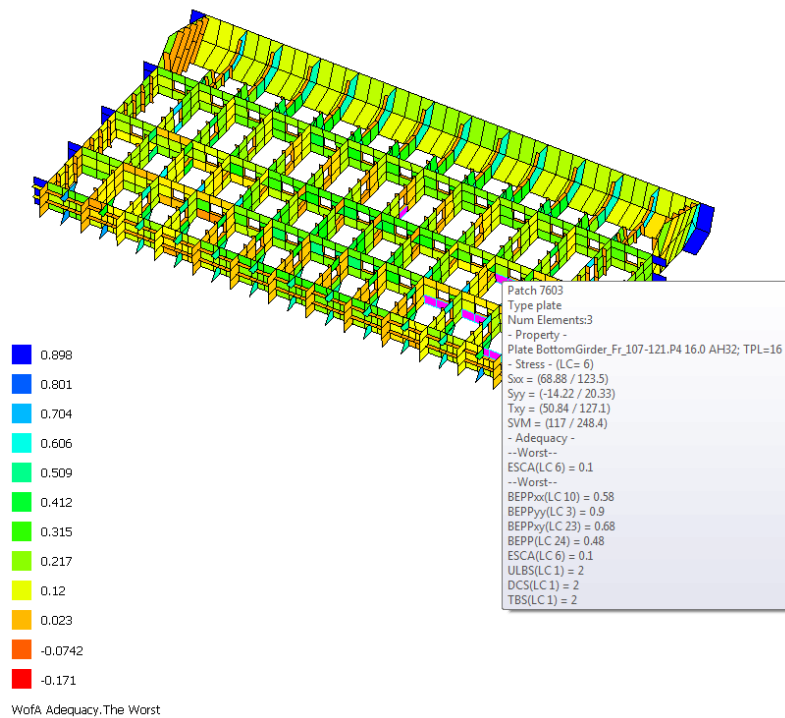 Patch 7603
Type plate
Num Elements:3
- Property -
Plate BottomGirder_Fr_107-121.P4 16.0 AH32; TPL=16
- Stress - (LC= 6)
Sxx = (68.88 / 123.5)
Syy = (-14.22 / 20.33)
Txy = (50.84 / 127.1)
SVM = (117 / 248.4)
- Adequacy -
--Worst--
ESCA(LC 6) = 0.1
--Worst--
BEPPxx(LC 10) = 0.58
BEPPyy(LC 3) = 0.9
BEPPxy(LC 23) = 0.68
BEPP(LC 24) = 0.48
ESCA(LC 6) = 0.1
ULBS(LC 1) = 2
DCS(LC 1) = 2
TBS(LC 1) = 2
0.898
0.801
0.704
0.606
0.509
0.412
0.315
0.217
0.12
0.023
-0.0742
-0.171
WofA Adequacy.The Worst